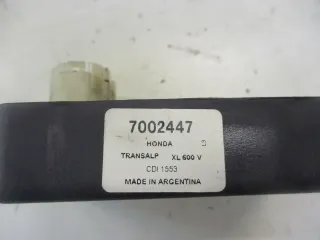 7002447
HONDA
TRANSALP XL 600 V
CDI 1553
MADE IN ARGENTINA